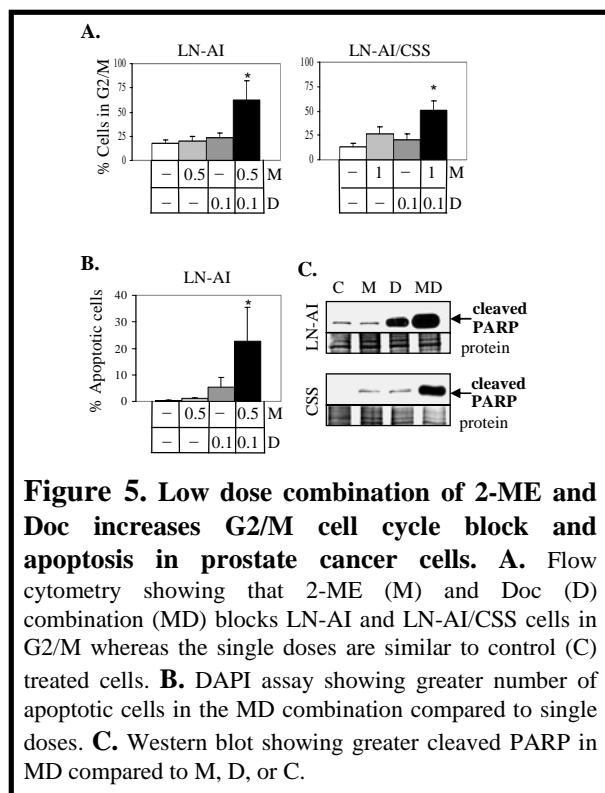 A.
LN-AI
LN-AI/CSS
% Cells in G2/M
100
75
50
25
0
*
– 0.5 – 0.5 M
– – 0.1 0.1 D
100
75
50
25
0
*
– 1 – 1 M
– – 0.1 0.1 D
B.
LN-AI
% Apoptotic cells
40
30
20
10
0
*
– 0.5 – 0.5 M
– – 0.1 0.1 D
C.
C M D MD
LN-AI
cleaved
PARP
protein
CSS
cleaved
PARP
protein
Figure 5. Low dose combination of 2-ME and
Doc increases G2/M cell cycle block and
apoptosis in prostate cancer cells. A. Flow
cytometry showing that 2-ME (M) and Doc (D)
combination (MD) blocks LN-AI and LN-AI/CSS cells in
G2/M whereas the single doses are similar to control (C)
treated cells. B. DAPI assay showing greater number of
apoptotic cells in the MD combination compared to single
doses. C. Western blot showing greater cleaved PARP in
MD compared to M, D, or C.